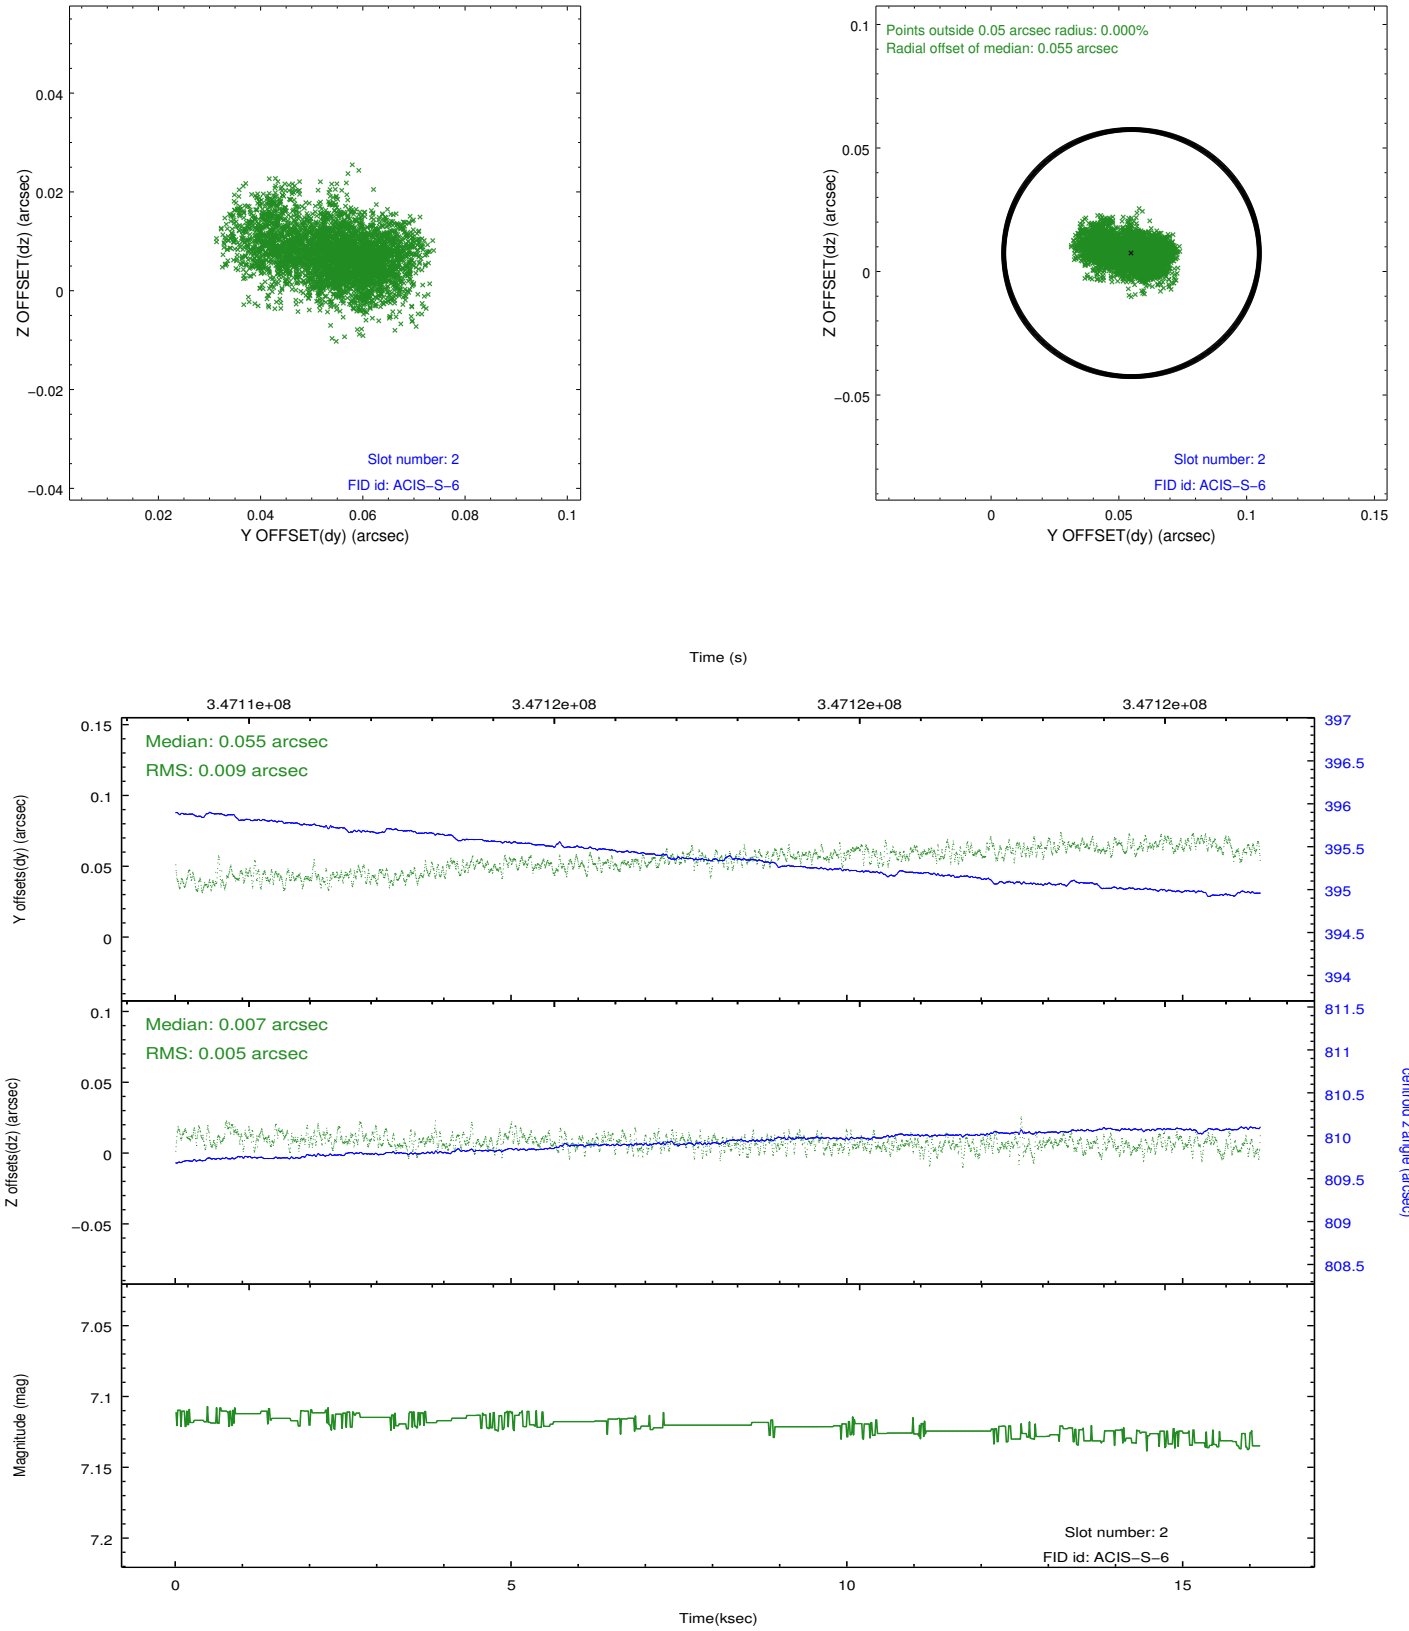 0.04
0.02
0
−0.02
−0.04
Z OFFSET(dz) (arcsec)
Slot number: 2
FID id: ACIS−S−6
0.02 0.04 0.06 0.08 0.1
Y OFFSET(dy) (arcsec)
Points outside 0.05 arcsec radius: 0.000%
Radial offset of median: 0.055 arcsec
0.1
0.05
0
−0.05
Z OFFSET(dz) (arcsec)
Slot number: 2
FID id: ACIS−S−6
0 0.05 0.1 0.15
Y OFFSET(dy) (arcsec)
Time (s)
3.4711e+08 3.4712e+08 3.4712e+08 3.4712e+08
Median: 0.055 arcsec
RMS: 0.009 arcsec
0.15
0.1
0.05
0
Y offsets(dy) (arcsec)
397
396.5
396
395.5
395
394.5
394
Median: 0.007 arcsec
RMS: 0.005 arcsec
0.1
0.05
0
−0.05
Z offsets(dz) (arcsec)
811.5
811
810.5
810
809.5
809
808.5
centroid z angle (arcsec)
7.05
7.1
7.15
7.2
Magnitude (mag)
Slot number: 2
FID id: ACIS−S−6
0 5 10 15
Time(ksec)